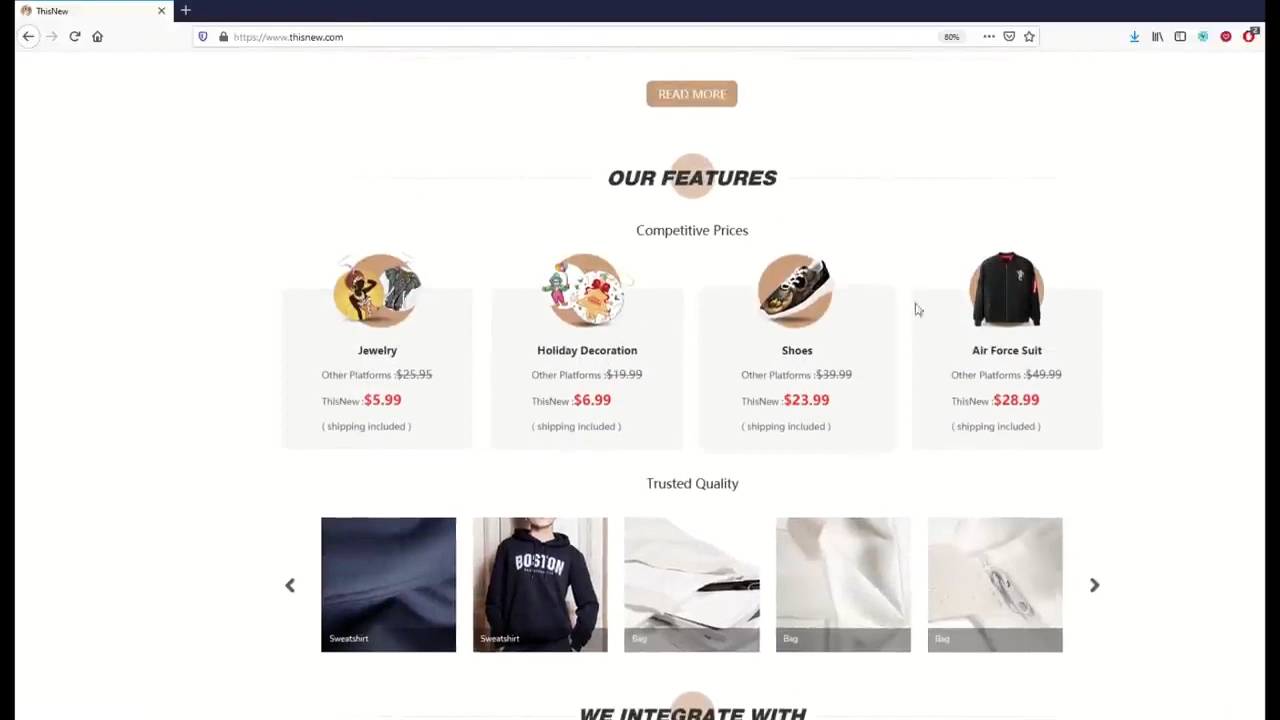 ThisNew
https://www.thisnew.com
80%
READ MORE
OUR FEATURES
Competitive Prices
Jewelry
Other Platforms :$25.95
ThisNew :$5.99
( shipping included )
Holiday Decoration
Other Platforms :$19.99
ThisNew :$6.99
( shipping included )
Shoes
Other Platforms :$39.99
ThisNew :$23.99
( shipping included )
Air Force Suit
Other Platforms :$49.99
ThisNew :$28.99
( shipping included )
Trusted Quality
BOSTON
Sweatshirt
Sweatshirt
Bag
Bag
Bag
WE INTEGRATE WITH